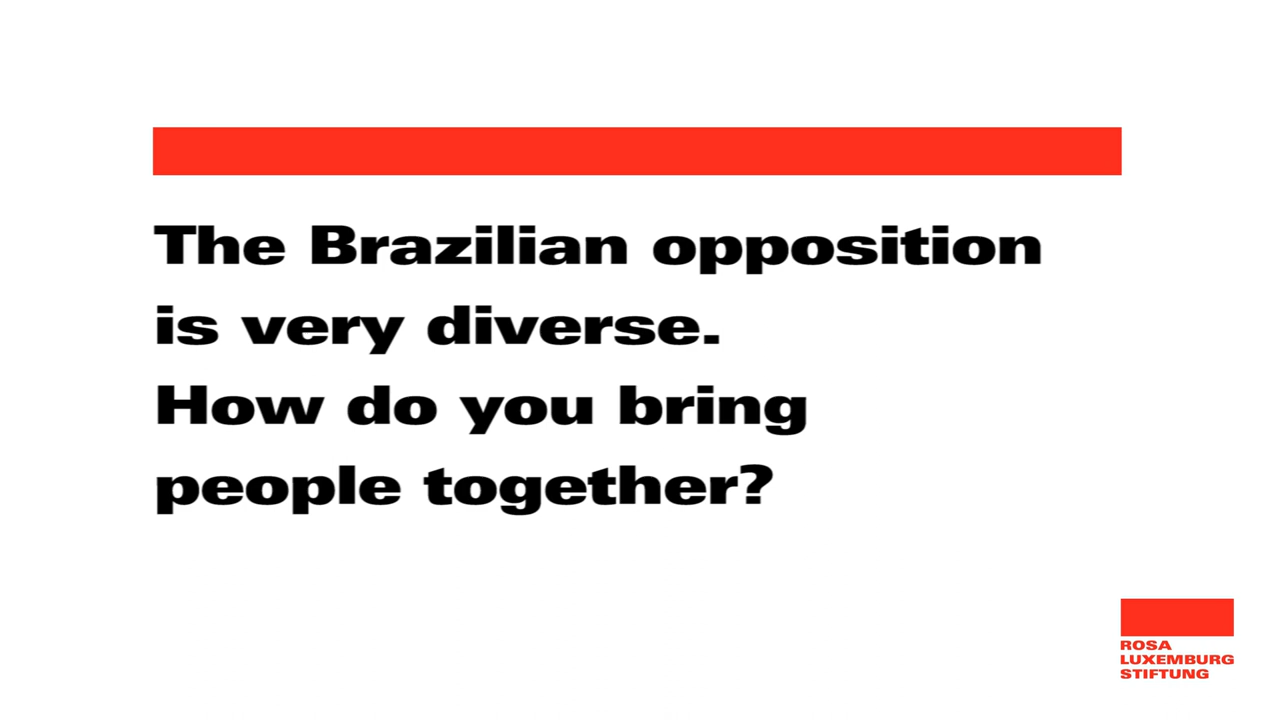 The Brazilian opposition
is very diverse.
How do you bring
people together?
ROSA
LUXEMBURG
STIFTUNG